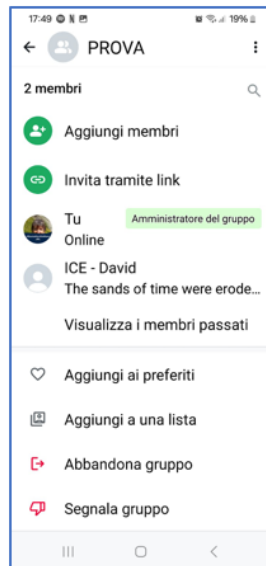 17:49 19%
PROVA
2 membri
Aggiungi membri
Invita tramite link
Tu Amministratore del gruppo
Online
ICE - David
The sands of time were erode...
Visualizza i membri passati
Aggiungi ai preferiti
Aggiungi a una lista
Abbandona gruppo
Segnala gruppo